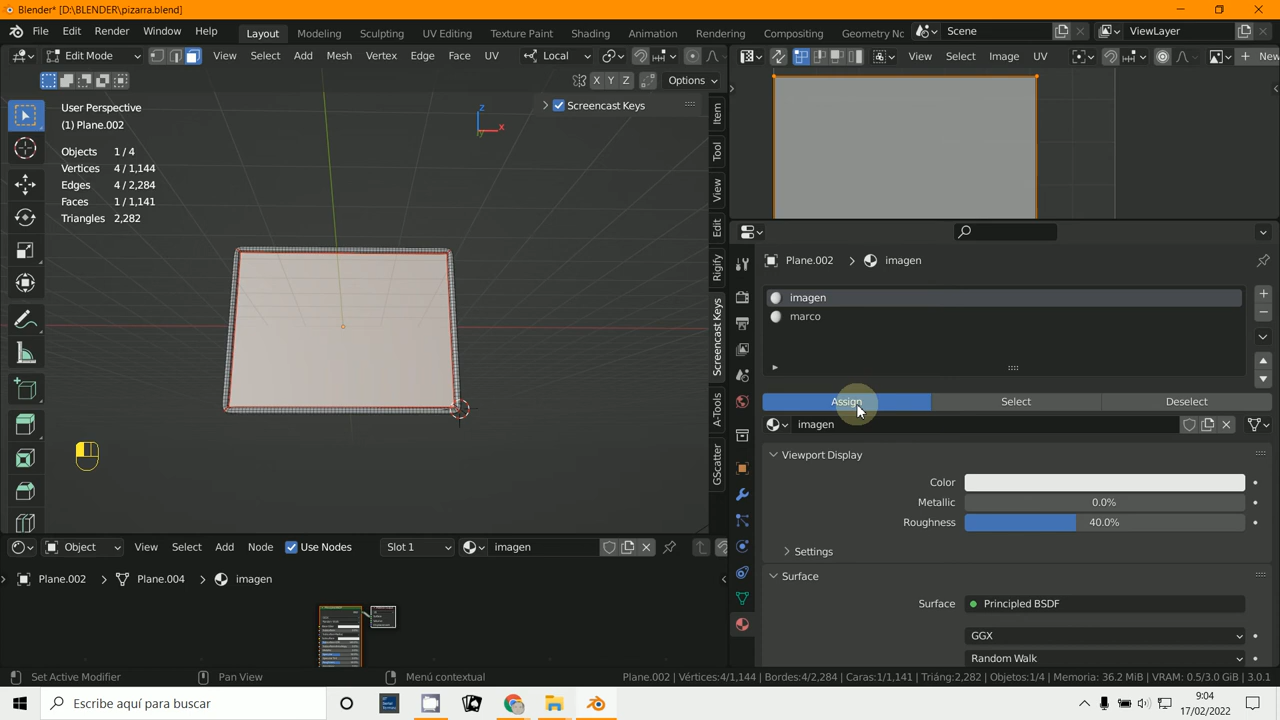 Blender* [D:\BLENDER\pizarra.blend]
File Edit Render Window Help Layout Modeling Sculpting UV Editing Texture Paint Shading Animation Rendering Compositing Geometry Nc Scene ViewLayer
Edit Mode View Select Add Mesh Vertex Edge Face UV Local View Select Image UV New
X Y Z Options
User Perspective
(1) Plane.002
Objects 1/4
Vertices 4/1,144
Edges 4/2,284
Faces 1/1,141
Triangles 2,282
Screencast Keys
Z
X
Y
Item
Tool
View
Edit
Rigify
Screencast Keys
A-Tools
GScatter
Plane.002 imagen
imagen
marco
Assign Select Deselect
imagen
Viewport Display
Color
Metallic 0.0%
Roughness 40.0%
Settings
Surface
Surface Principled BSDF
GGX
Random Walk
Object View Select Add Node Use Nodes Slot 1 imagen
Plane.002 Plane.004 imagen
Set Active Modifier Pan View Menú contextual Plane.002 | Vértices:4/1,144 | Bordes:4/2,284 | Caras:1/1,141 | Triáng:2,282 | Objetos:1/4 | Memoria: 36.2 MiB | VRAM: 0.5/3.0 GiB | 3.0.1
Escribe aquí para buscar
9:04
17/02/2022